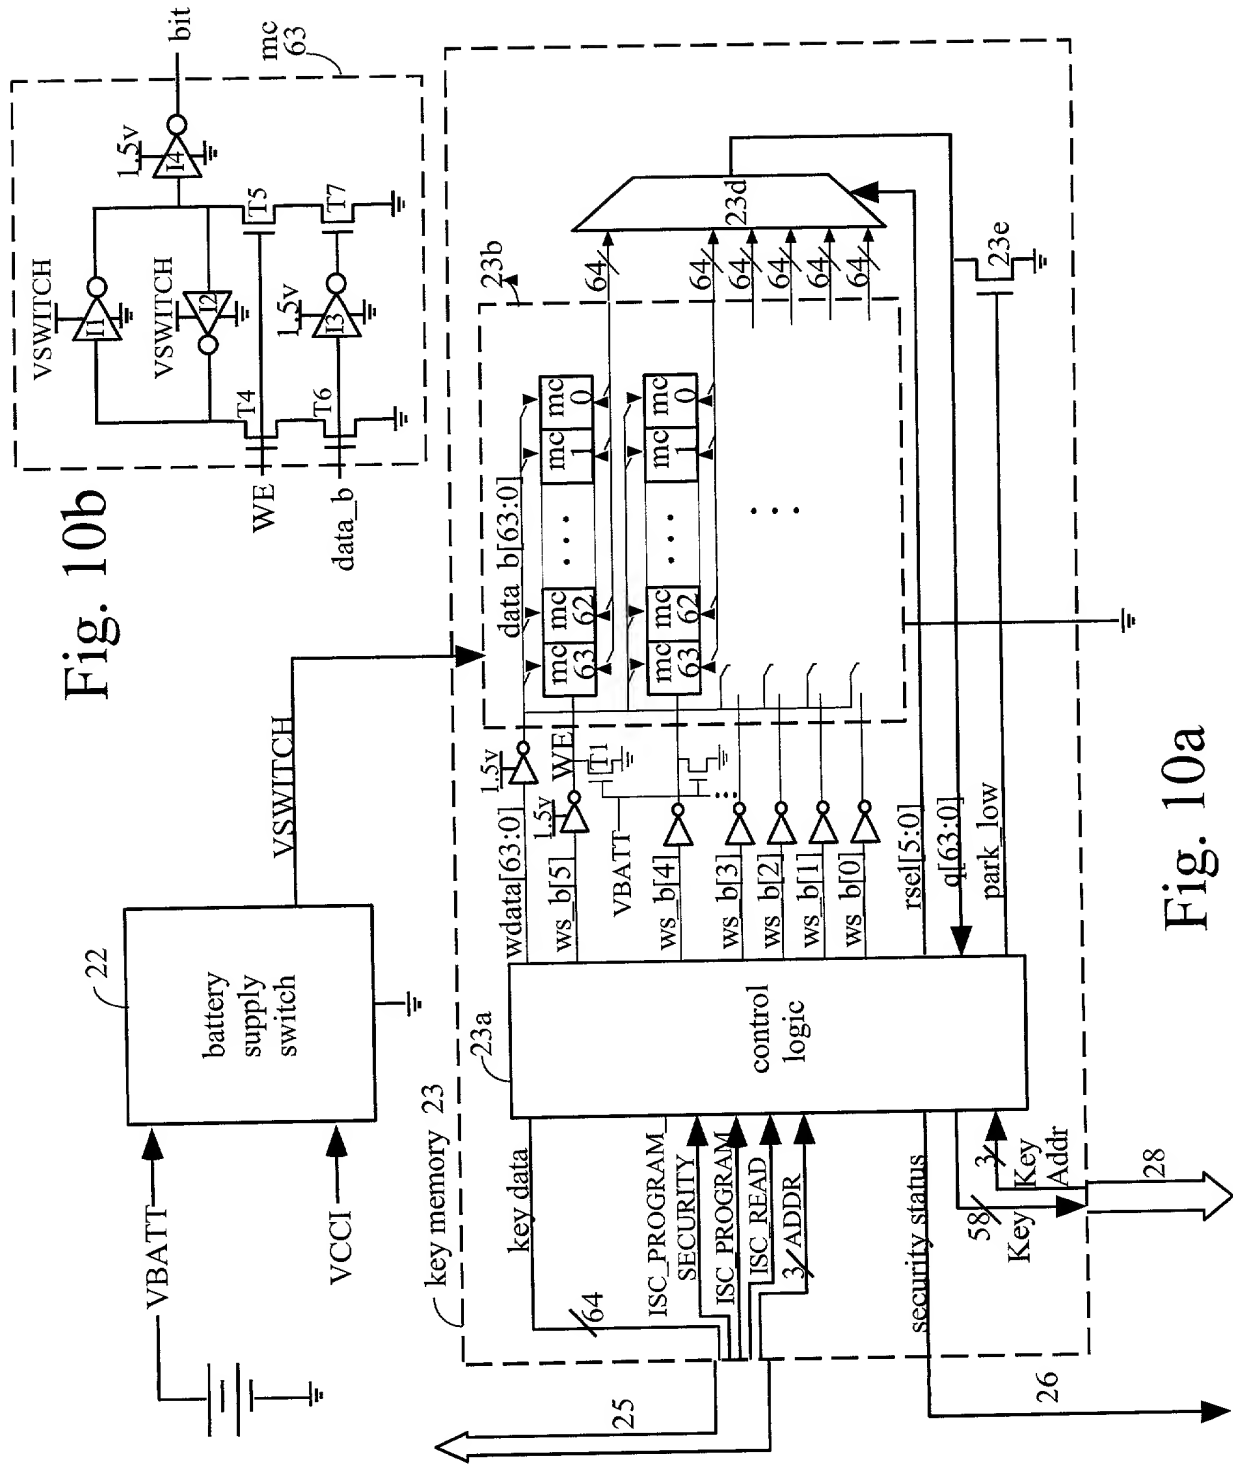 Fig. 10b
VSWITCH
I1
VSWITCH
I2
1.5v
I4
bit
mc
63
WE
T4
T5
data_b
T6
1.5v
I3
T7
VBATT
VCCI
22
battery
supply
switch
VSWITCH
key memory 23
23a
control
logic
key data
64
ISC_PROGRAM_
SECURITY
ISC_PROGRAM
ISC_READ
3
ADDR
security status
58
Key
3
Key
Addr
25
26
28
wdata[63:0]
1.5v
data_b[63:0]
ws_b[5]
1.5v
WE
T1
VBATT
ws_b[4]
ws_b[3]
ws_b[2]
ws_b[1]
ws_b[0]
rsel[5:0]
q[63:0]
park_low
23b
mc
63
mc
62
mc
1
mc
0
mc
63
mc
62
mc
1
mc
0
64
64
64
64
64
64
23d
23e
Fig. 10a